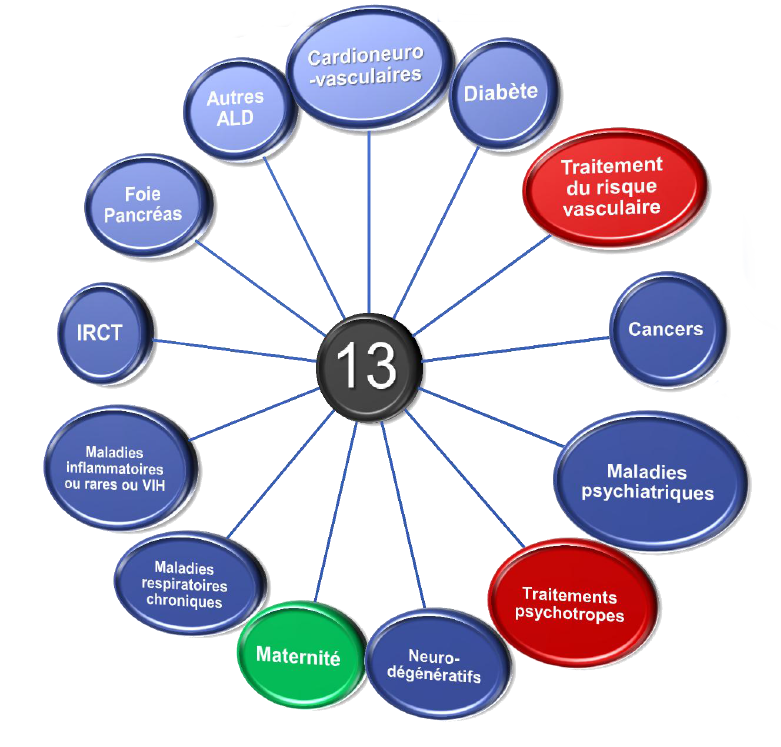 Cardioneuro
-vasculaires
Diabète
Traitement
du risque
vasculaire
Cancers
Maladies
psychiatriques
Traitements
psychotropes
Neuro-
dégénératifs
Maternité
Maladies
respiratoires
chroniques
Maladies
inflammatoires
ou rares ou VIH
IRCT
Foie
Pancréas
Autres
ALD
13